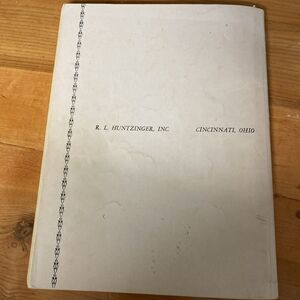 R. L. HUNTZINGER, INC. CINCINNATI, OHIO